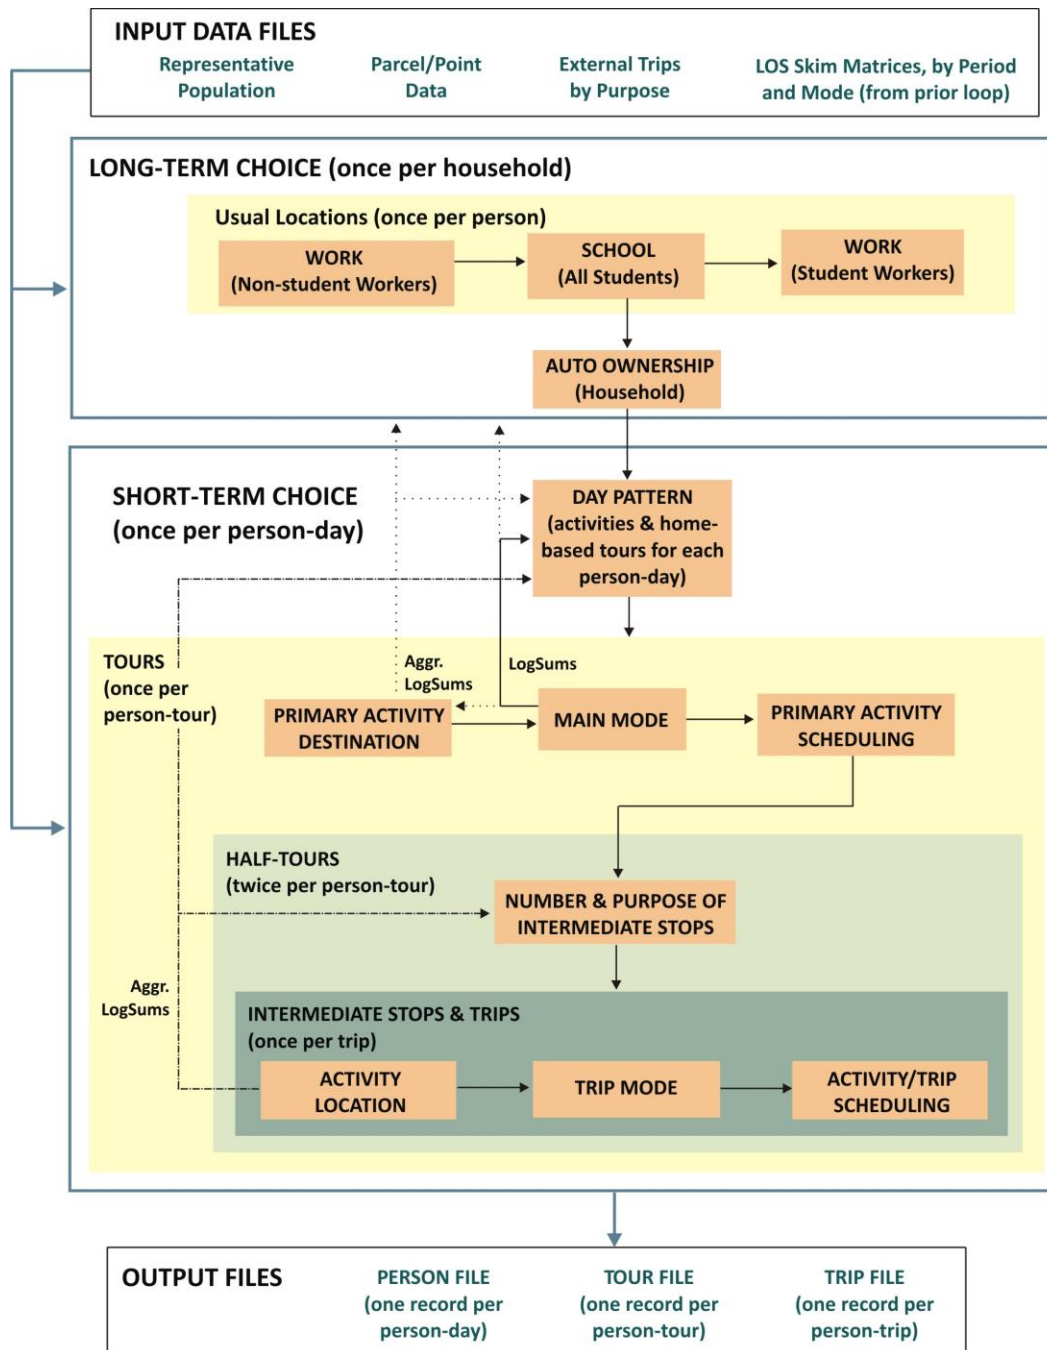 INPUT DATA FILES
Representative
Population
Parcel/Point
Data
External Trips
by Purpose
LOS Skim Matrices, by Period
and Mode (from prior loop)
LONG-TERM CHOICE (once per household)
Usual Locations (once per person)
WORK
(Non-student Workers)
SCHOOL
(All Students)
WORK
(Student Workers)
AUTO OWNERSHIP
(Household)
SHORT-TERM CHOICE
(once per person-day)
DAY PATTERN
(activities & home-
based tours for each
person-day)
TOURS
(once per
person-tour)
Aggr.
LogSums
LogSums
PRIMARY ACTIVITY
DESTINATION
MAIN MODE
PRIMARY ACTIVITY
SCHEDULING
HALF-TOURS
(twice per person-tour)
NUMBER & PURPOSE OF
INTERMEDIATE STOPS
Aggr.
LogSums
INTERMEDIATE STOPS & TRIPS
(once per trip)
ACTIVITY
LOCATION
TRIP MODE
ACTIVITY/TRIP
SCHEDULING
OUTPUT FILES
PERSON FILE
(one record per
person-day)
TOUR FILE
(one record per
person-tour)
TRIP FILE
(one record per
person-trip)